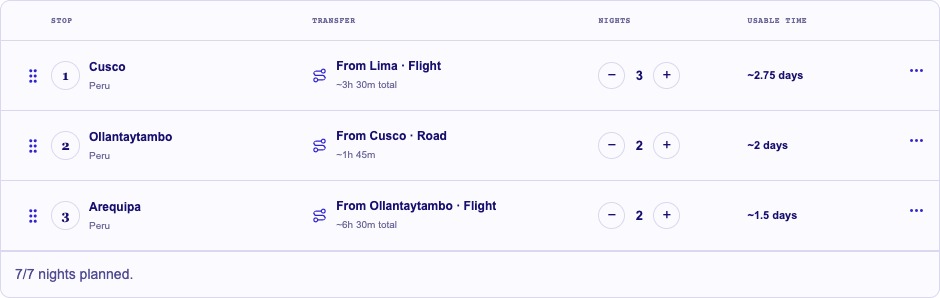 STOP TRANSFER NIGHTS USABLE TIME
1 Cusco From Lima · Flight − 3 + ~2.75 days
Peru ~3h 30m total
2 Ollantaytambo From Cusco · Road − 2 + ~2 days
Peru ~1h 45m
3 Arequipa From Ollantaytambo · Flight − 2 + ~1.5 days
Peru ~6h 30m total
7/7 nights planned.